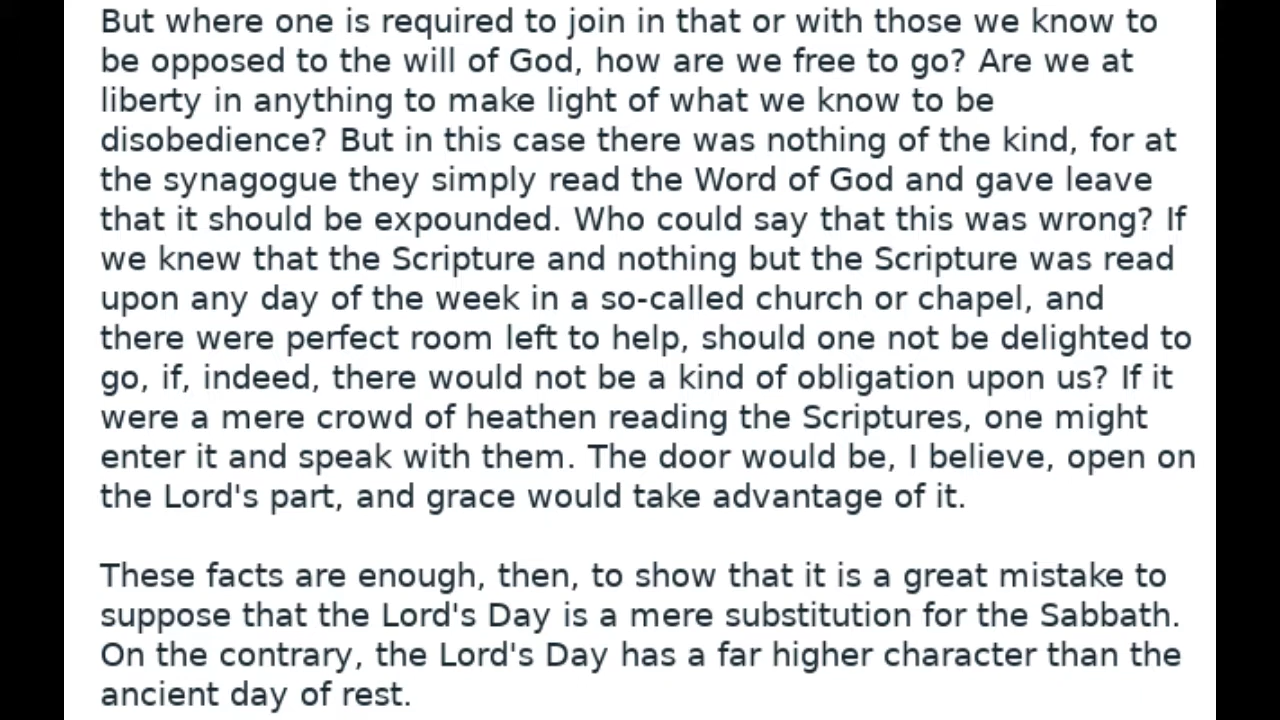 But where one is required to join in that or with those we know to
be opposed to the will of God, how are we free to go? Are we at
liberty in anything to make light of what we know to be
disobedience? But in this case there was nothing of the kind, for at
the synagogue they simply read the Word of God and gave leave
that it should be expounded. Who could say that this was wrong? If
we knew that the Scripture and nothing but the Scripture was read
upon any day of the week in a so-called church or chapel, and
there were perfect room left to help, should one not be delighted to
go, if, indeed, there would not be a kind of obligation upon us? If it
were a mere crowd of heathen reading the Scriptures, one might
enter it and speak with them. The door would be, I believe, open on
the Lord's part, and grace would take advantage of it.
These facts are enough, then, to show that it is a great mistake to
suppose that the Lord's Day is a mere substitution for the Sabbath.
On the contrary, the Lord's Day has a far higher character than the
ancient day of rest.